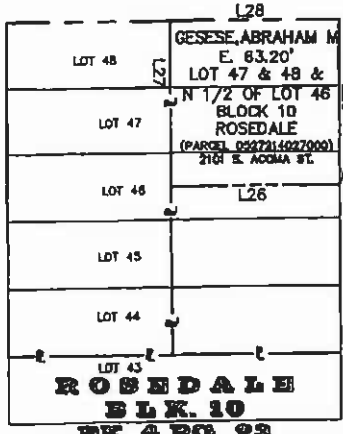 L28
GESESE, ABRAHAM M
E. 63.20'
LOT 47 & 48 &
N 1/2 OF LOT 46
BLOCK 10
ROSEDALE
(PARCEL 0527214027000)
2101 S. ACOMA ST.
L26
L27
LOT 48
LOT 47
LOT 46
LOT 45
LOT 44
LOT 43
ROSEDALE
BLK. 10